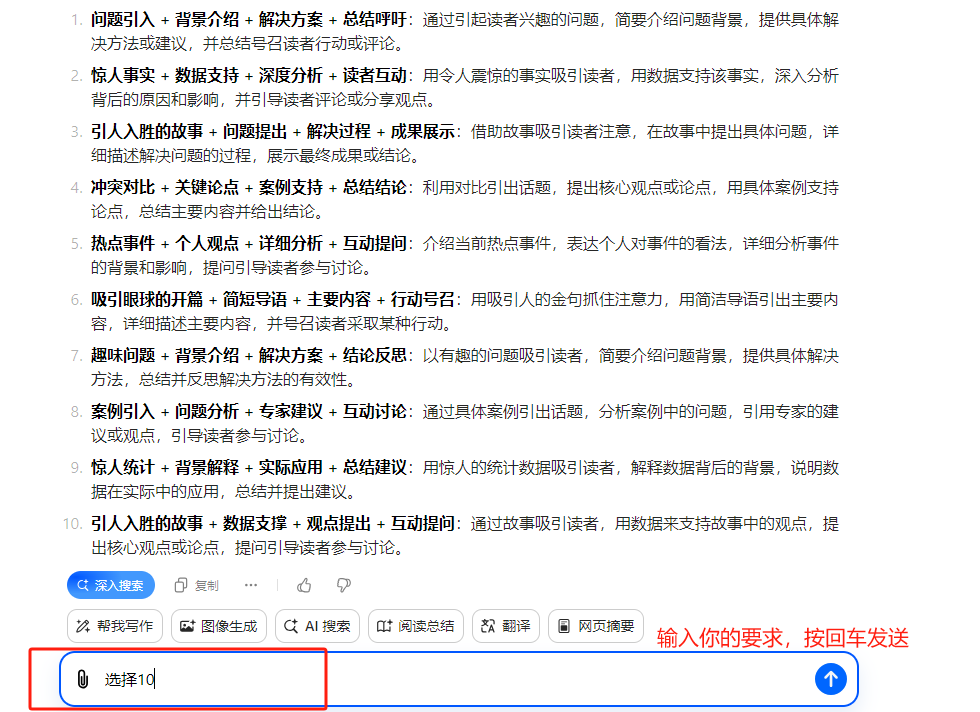 1. 问题引入 + 背景介绍 + 解决方案 + 总结呼吁：通过引起读者兴趣的问题，简要介绍问题背景，提供具体解
决方法或建议，并总结号召读者行动或评论。
2. 惊人事实 + 数据支持 + 深度分析 + 读者互动：用令人震惊的事实吸引读者，用数据支持该事实，深入分析
背后的原因和影响，并引导读者评论或分享观点。
3. 引人入胜的故事 + 问题提出 + 解决过程 + 成果展示：借助故事吸引读者注意，在故事中提出具体问题，详
细描述解决问题的过程，展示最终成果或结论。
4. 冲突对比 + 关键论点 + 案例支持 + 总结结论：利用对比引出话题，提出核心观点或论点，用具体案例支持
论点，总结主要内容并给出结论。
5. 热点事件 + 个人观点 + 详细分析 + 互动提问：介绍当前热点事件，表达个人对事件的看法，详细分析事件
的背景和影响，提问引导读者参与讨论。
6. 吸引眼球的开篇 + 简短导语 + 主要内容 + 行动号召：用吸引人的金句抓住注意力，用简洁导语引出主要内
容，详细描述主要内容，并号召读者采取某种行动。
7. 趣味问题 + 背景介绍 + 解决方案 + 结论反思：以有趣的问题吸引读者，简要介绍问题背景，提供具体解决
方法，总结并反思解决方法的有效性。
8. 案例引入 + 问题分析 + 专家建议 + 互动讨论：通过具体案例引出话题，分析案例中的问题，引用专家的建
议或观点，引导读者参与讨论。
9. 惊人统计 + 背景解释 + 实际应用 + 总结建议：用惊人的统计数据吸引读者，解释数据背后的背景，说明数
据在实际中的应用，总结并提出建议。
10. 引人入胜的故事 + 数据支撑 + 观点提出 + 互动提问：通过故事吸引读者，用数据来支持故事中的观点，提
出核心观点或论点，提问引导读者参与讨论。
深入搜索 复制 ...
帮我写作 图像生成 AI 搜索 阅读总结 翻译 网页摘要
输入你的要求，按回车发送
选择10